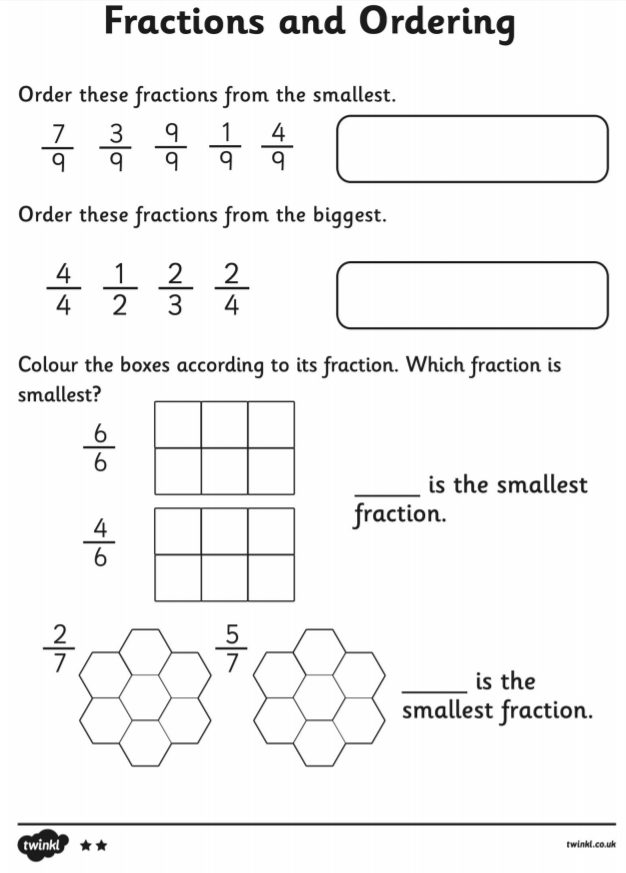 Fractions and Ordering
Order these fractions from the smallest.
7/9 3/9 9/9 1/9 4/9
Order these fractions from the biggest.
4/4 1/2 2/3 2/4
Colour the boxes according to its fraction. Which fraction is
smallest?
6/6
_____ is the smallest
fraction.
4/6
2/7 5/7
_____ is the
smallest fraction.
twinkl
twinkl.co.uk